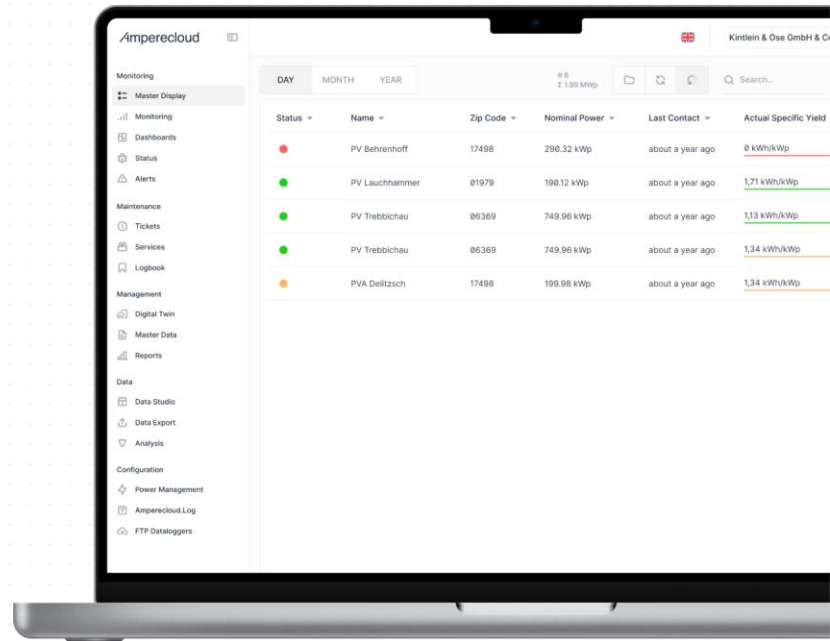 Amperecloud
Kintlein & Ose GmbH & Co
Monitoring
Master Display
Monitoring
Dashboards
Status
Alerts
Maintenance
Tickets
Services
Logbook
Management
Digital Twin
Master Data
Reports
Data
Data Studio
Data Export
Analysis
Configuration
Power Management
Amperecloud.Log
FTP Dataloggers
DAY MONTH YEAR
# 6
Σ 1.99 MWp
Search...
Status Name Zip Code Nominal Power Last Contact Actual Specific Yield
PV Behrenhoff 17498 290.32 kWp about a year ago 0 kWh/kWp
PV Lauchhammer 01979 190.12 kWp about a year ago 1,71 kWh/kWp
PV Trebbichau 06369 749.96 kWp about a year ago 1,13 kWh/kWp
PV Trebbichau 06369 749.96 kWp about a year ago 1,34 kWh/kWp
PVA Delitzsch 17498 199.98 kWp about a year ago 1,34 kWh/kWp